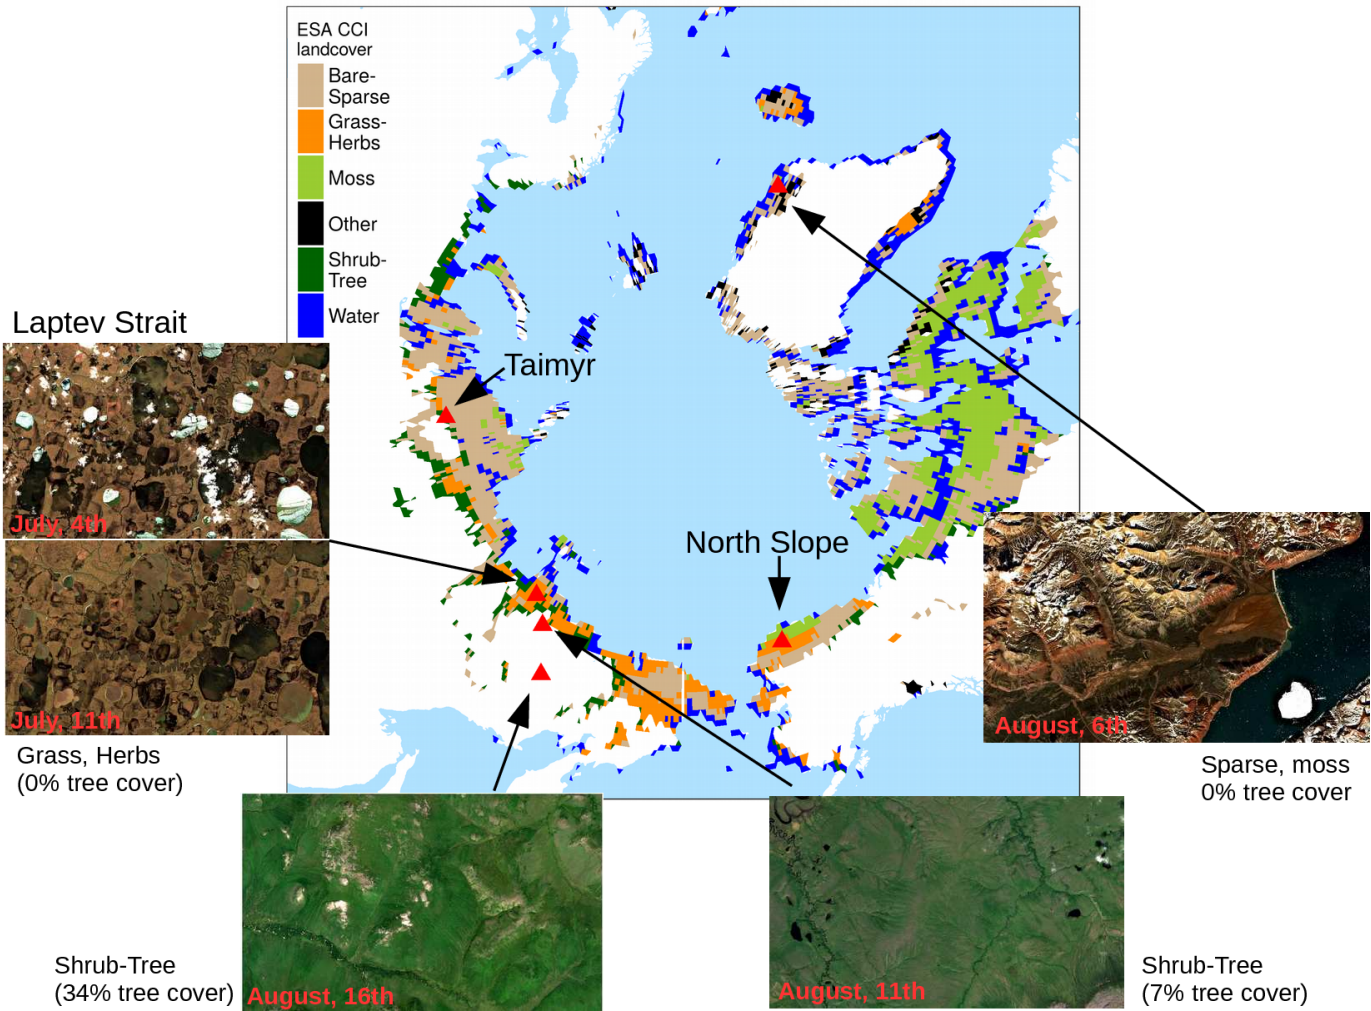 ESA CCI
landcover
Bare-
Sparse
Grass-
Herbs
Moss
Other
Shrub-
Tree
Water
Laptev Strait
Taimyr
North Slope
July, 4th
July, 11th
Grass, Herbs
(0% tree cover)
August, 6th
Sparse, moss
0% tree cover
Shrub-Tree
(34% tree cover)
August, 16th
August, 11th
Shrub-Tree
(7% tree cover)